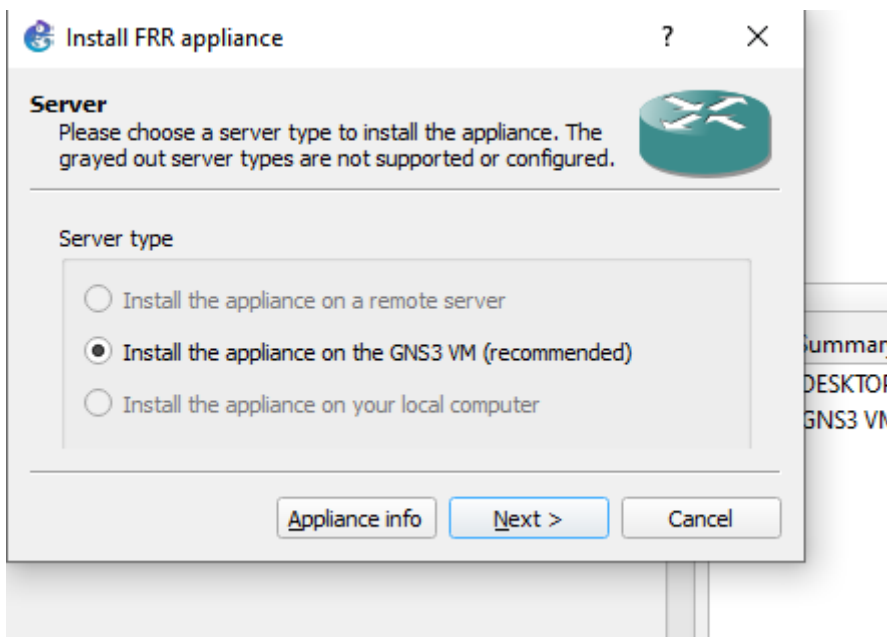 Install FRR appliance
Server
Please choose a server type to install the appliance. The
grayed out server types are not supported or configured.
Server type
Install the appliance on a remote server
Install the appliance on the GNS3 VM (recommended)
Install the appliance on your local computer
Appliance info
Next >
Cancel
GNS3